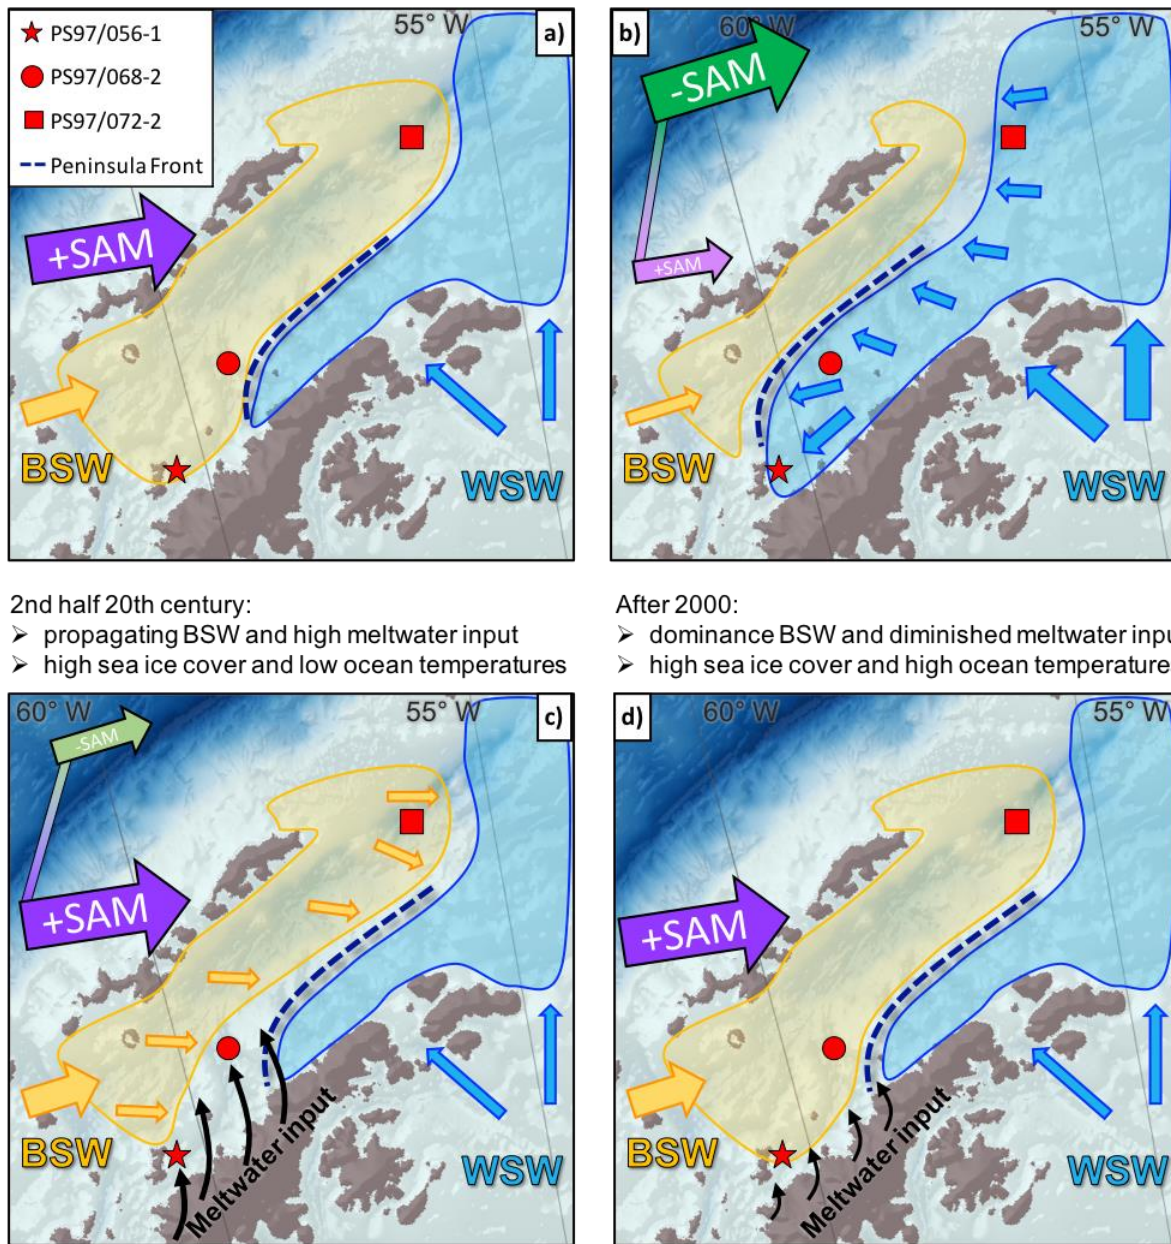 55° W
a)
PS97/056-1
PS97/068-2
PS97/072-2
Peninsula Front
+SAM
BSW
WSW
b)
60° W
55° W
-SAM
+SAM
BSW
WSW
2nd half 20th century:
➢ propagating BSW and high meltwater input
➢ high sea ice cover and low ocean temperatures
After 2000:
➢ dominance BSW and diminished meltwater inpu
➢ high sea ice cover and high ocean temperature
60° W
55° W
c)
-SAM
+SAM
BSW
Meltwater input
WSW
d)
60° W
55° W
+SAM
BSW
Meltwater input
WSW